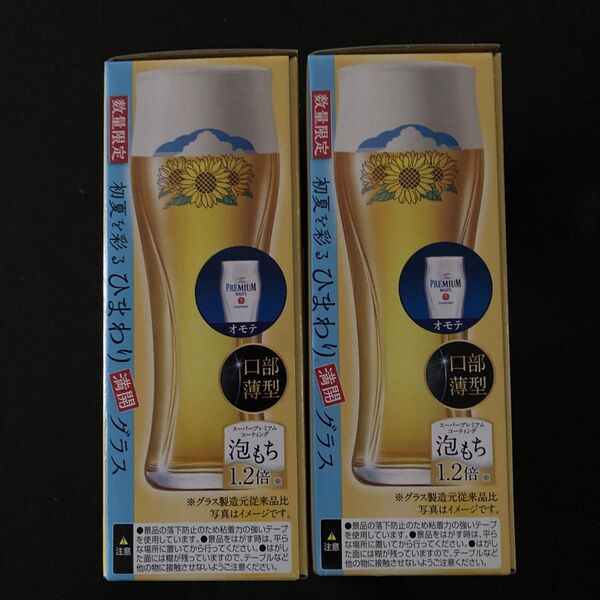 数量限定
初夏を彩るひまわり満開グラス
The
PREMIUM
MALT'S
SUNTORY
オモテ
口部
薄型
スーパープレミアム
コーティング
泡もち
1.2倍 ※
※グラス製造元従来品比
写真はイメージです。
注意
●景品の落下防止のため粘着力の強いテープ
を使用しています。●景品をはがす時は、平ら
な場所に置いてから行ってください。●はがし
た面には糊が残っていますので、テーブルなど
他の物に接触させないようご注意ください。
数量限定
初夏を彩るひまわり満開グラス
The
PREMIUM
MALT'S
SUNTORY
オモテ
口部
薄型
スーパープレミアム
コーティング
泡もち
1.2倍 ※
※グラス製造元従来品比
写真はイメージです。
注意
●景品の落下防止のため粘着力の強いテープ
を使用しています。●景品をはがす時は、平ら
な場所に置いてから行ってください。●はがし
た面には糊が残っていますので、テーブルなど
他の物に接触させないようご注意ください。